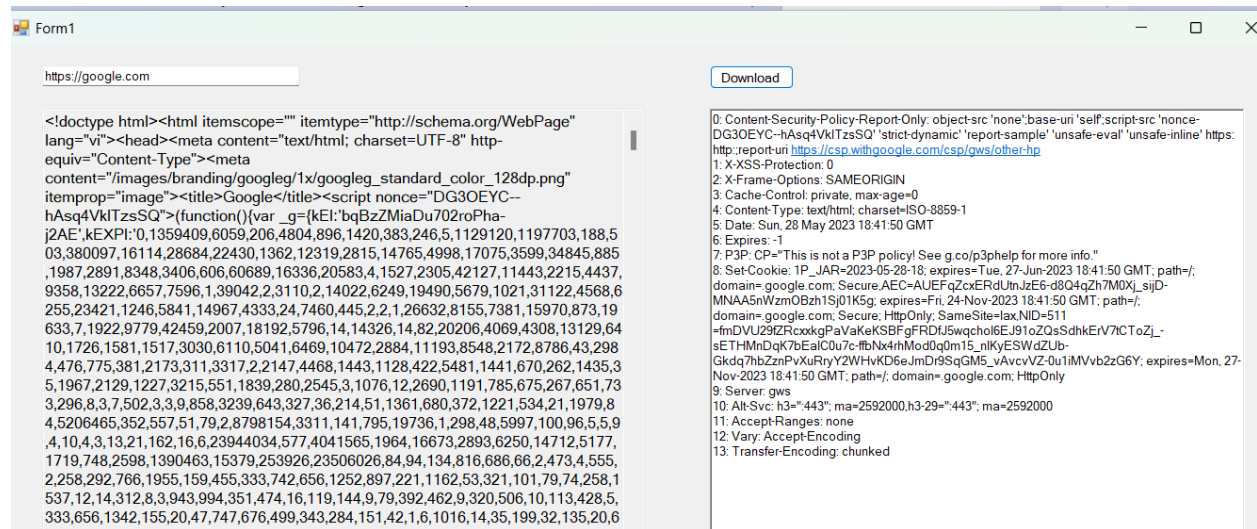 Form1
https://google.com
Download
<!doctype html><html itemscope="" itemtype="http://schema.org/WebPage"
lang="vi"><head><meta content="text/html; charset=UTF-8" http-
equiv="Content-Type"><meta
content="/images/branding/googleg/1x/googleg_standard_color_128dp.png"
itemprop="image"><title>Google</title><script nonce="DG3OEYC--
hAsq4VkITzsSQ">(function(){var _g={kEI:'bqBzZMiaDu702roPha-
j2AE',kEXPI:'0,1359409,6059,206,4804,896,1420,383,246,5,1129120,1197703,188,5
03,380097,16114,28684,22430,1362,12319,2815,14765,4998,17075,3599,34845,885
,1987,2891,8348,3406,606,60689,16336,20583,4,1527,2305,42127,11443,2215,4437,
9358,13222,6657,7596,1,39042,2,3110,2,14022,6249,19490,5679,1021,31122,4568,6
255,23421,1246,5841,14967,4333,24,7460,445,2,2,1,26632,8155,7381,15970,873,19
633,7,1922,9779,42459,2007,18192,5796,14,14326,14,82,20206,4069,4308,13129,64
10,1726,1581,1517,3030,6110,5041,6469,10472,2884,11193,8548,2172,8786,43,298
4,476,775,381,2173,311,3317,2,2147,4468,1443,1128,422,5481,1441,670,262,1435,3
5,1967,2129,1227,3215,551,1839,280,2545,3,1076,12,2690,1191,785,675,267,651,73
3,296,8,3,7,502,3,3,9,858,3239,643,327,36,214,51,1361,680,372,1221,534,21,1979,8
4,5206465,352,557,51,79,2,8798154,3311,141,795,19736,1,298,48,5997,100,96,5,5,9
,4,10,4,3,13,21,162,16,6,23944034,577,4041565,1964,16673,2893,6250,14712,5177,
1719,748,2598,1390463,15379,253926,23506026,84,94,134,816,686,66,2,473,4,555,
2,258,292,766,1955,159,455,333,742,656,1252,897,221,1162,53,321,101,79,74,258,1
537,12,14,312,8,3,943,994,351,474,16,119,144,9,79,392,462,9,320,506,10,113,428,5,
333,656,1342,155,20,47,747,676,499,343,284,151,42,1,6,1016,14,35,199,32,135,20,6
0: Content-Security-Policy-Report-Only: object-src 'none';base-uri 'self';script-src 'nonce-
DG3OEYC--hAsq4VkITzsSQ' 'strict-dynamic' 'report-sample' 'unsafe-eval' 'unsafe-inline' https:
http:;report-uri https://csp.withgoogle.com/csp/gws/other-hp
1: X-XSS-Protection: 0
2: X-Frame-Options: SAMEORIGIN
3: Cache-Control: private, max-age=0
4: Content-Type: text/html; charset=ISO-8859-1
5: Date: Sun, 28 May 2023 18:41:50 GMT
6: Expires: -1
7: P3P: CP="This is not a P3P policy! See g.co/p3phelp for more info."
8: Set-Cookie: 1P_JAR=2023-05-28-18; expires=Tue, 27-Jun-2023 18:41:50 GMT; path=/;
domain=.google.com; Secure,AEC=AUEFqZcxERdUtnJzE6-d8Q4qZh7M0Xj_sijD-
MNAA5nWzmOBzh1Sj01K5g; expires=Fri, 24-Nov-2023 18:41:50 GMT; path=/;
domain=.google.com; Secure; HttpOnly; SameSite=lax,NID=511
=fmDVU29fZRcxxkgPaVaKeKSBFgFRDfJ5wqchol6EJ91oZQsSdhkErV7tCToZj_-
sETHMnDqK7bEalC0u7c-ffbNx4rhMod0q0m15_nlKyESWdZUb-
Gkdq7hbZznPvXuRryY2WHvKD6eJmDr9SqGM5_vAvcvVZ-0u1iMVvb2zG6Y; expires=Mon, 27-
Nov-2023 18:41:50 GMT; path=/; domain=.google.com; HttpOnly
9: Server: gws
10: Alt-Svc: h3=":443"; ma=2592000,h3-29=":443"; ma=2592000
11: Accept-Ranges: none
12: Vary: Accept-Encoding
13: Transfer-Encoding: chunked